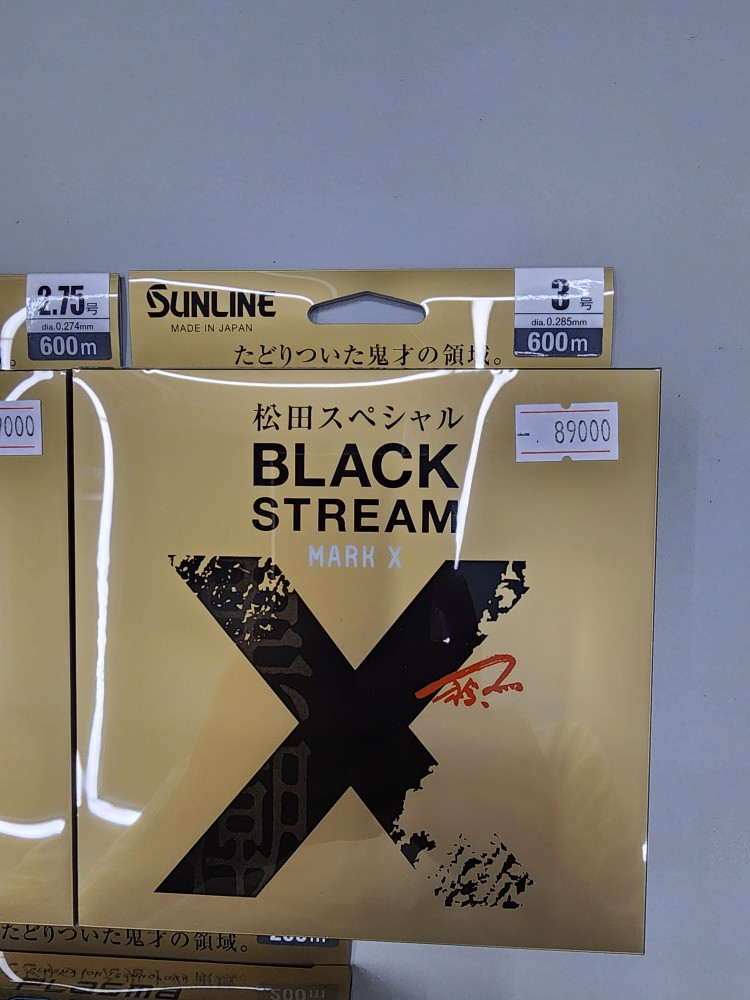 2.75号
dia.0.274mm
600m
SUNLINE
MADE IN JAPAN
3号
dia.0.285mm
600m
たどりついた鬼才の領域。
松田スペシャル
89000
BLACK
STREAM
MARK X
たどりついた鬼才の領域。
Plasma
200m